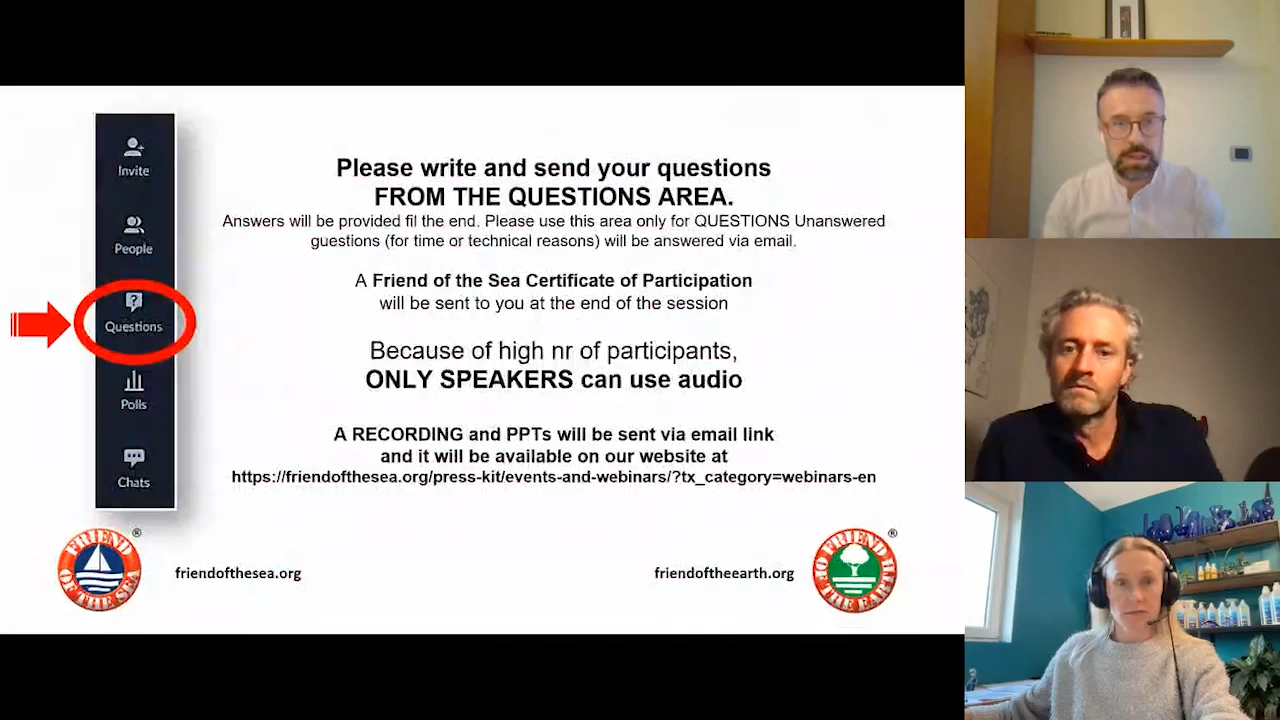 Invite
People
Questions
Polls
Chats
Please write and send your questions
FROM THE QUESTIONS AREA.
Answers will be provided fil the end. Please use this area only for QUESTIONS Unanswered
guestions (for time or technical reasons) will be answered via email.
A Friend of the Sea Certificate of Participation
will be sent to you at the end of the session
Because of high nr of participants,
ONLY SPEAKERS can use audio
A RECORDING and PPTs will be sent via email link
and it will be available on our website at
https://friendofthesea.org/press-kit/events-and-webinars/?tx_category=webinars-en
FRIEND OF THE SEA ®
friendofthesea.org
friendoftheearth.org
FRIEND OF THE EARTH ®